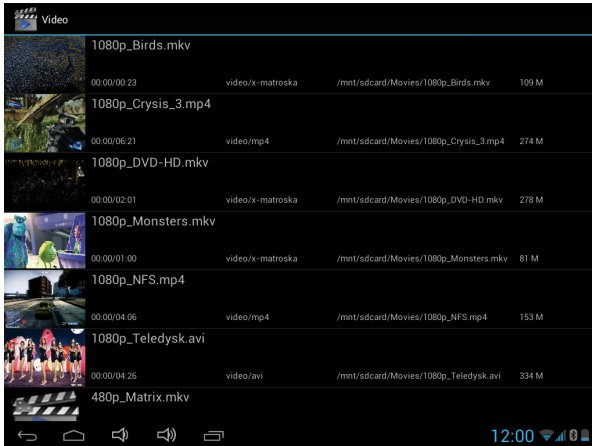 Video
1080p_Birds.mkv
00:00/00:23 video/x-matroska /mnt/sdcard/Movies/1080p_Birds.mkv 109 M
1080p_Crysis_3.mp4
00:00/06:21 video/mp4 /mnt/sdcard/Movies/1080p_Crysis_3.mp4 274 M
1080p_DVD-HD.mkv
00:00/02:01 video/x-matroska /mnt/sdcard/Movies/1080p_DVD-HD.mkv 278 M
1080p_Monsters.mkv
00:00/01:00 video/x-matroska /mnt/sdcard/Movies/1080p_Monsters.mkv 81 M
1080p_NFS.mp4
00:00/04:06 video/mp4 /mnt/sdcard/Movies/1080p_NFS.mp4 153 M
1080p_Teledysk.avi
00:00/04:26 video/avi /mnt/sdcard/Movies/1080p_Teledysk.avi 334 M
480p_Matrix.mkv
12:00